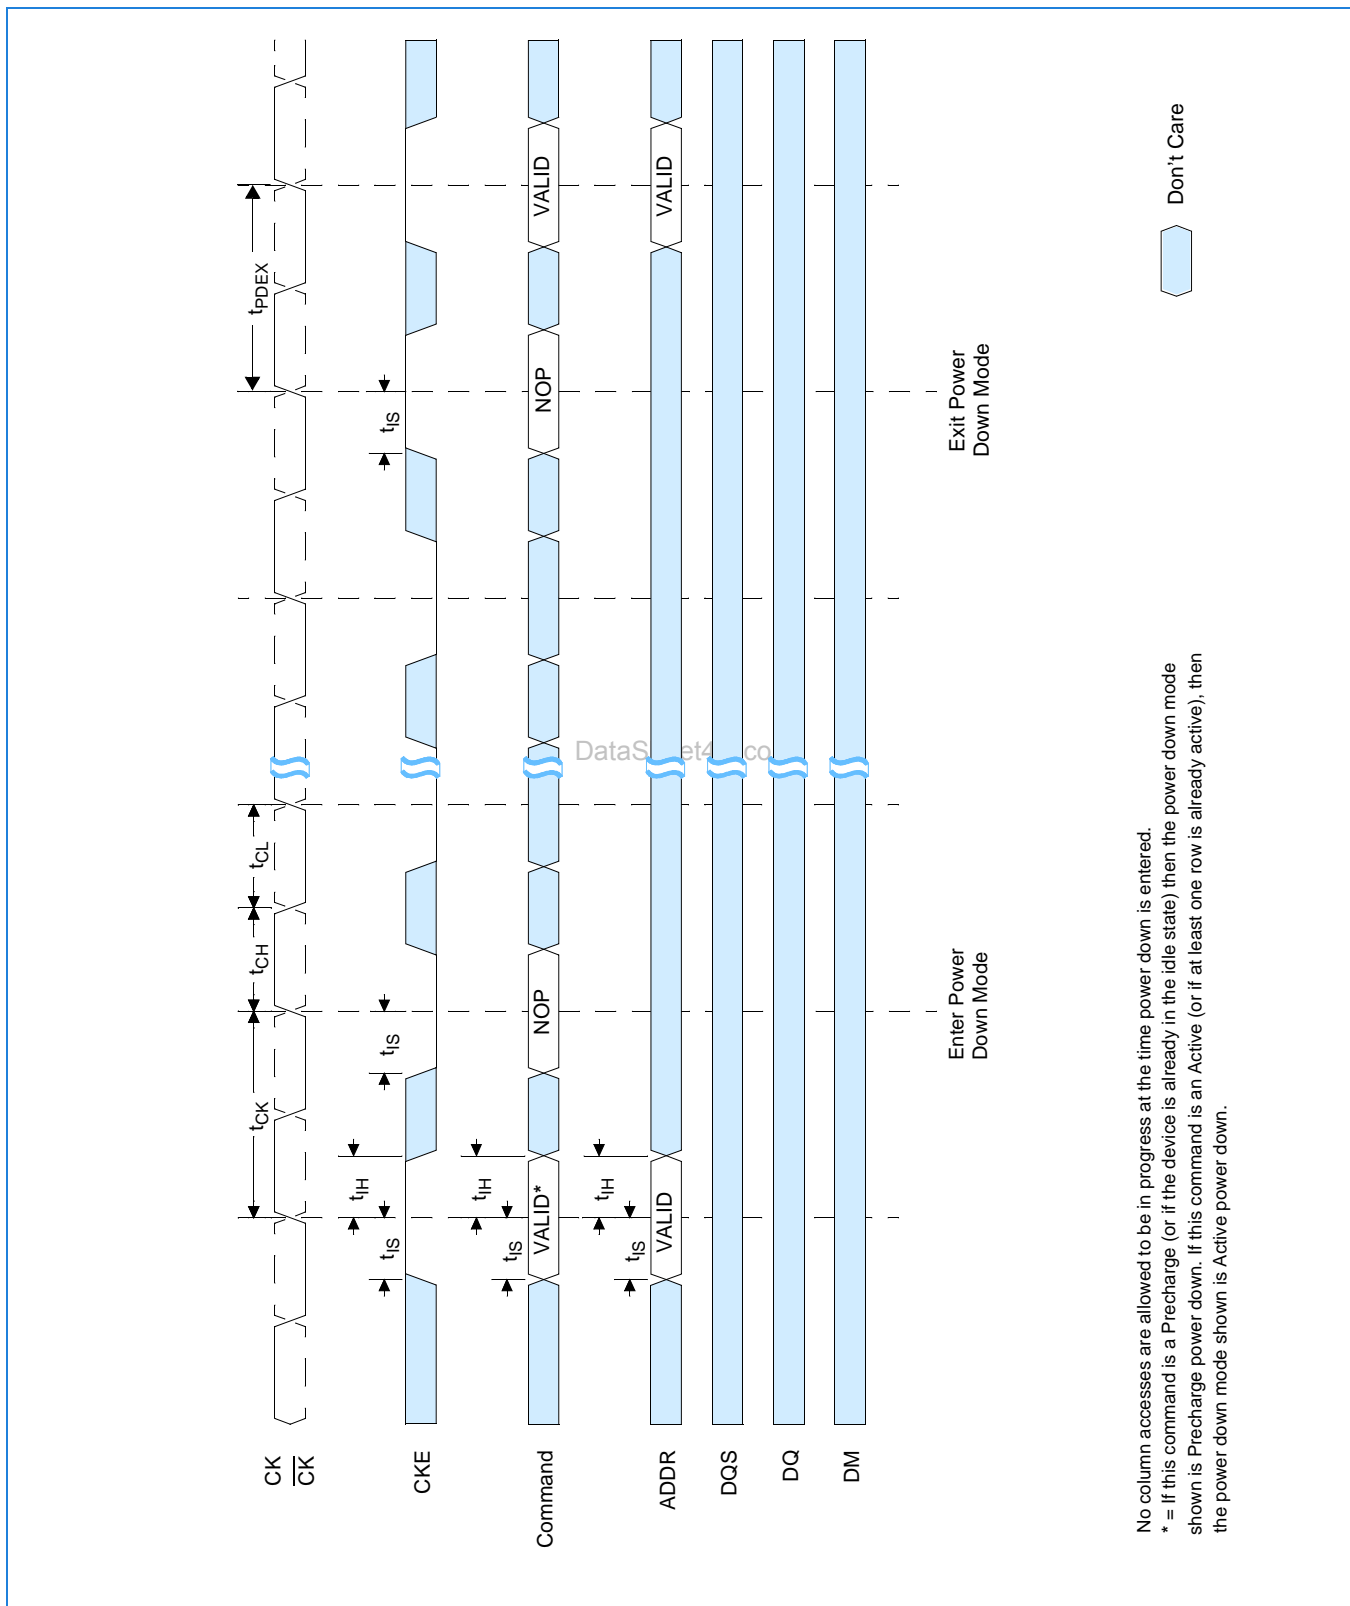 CK
CK
CKE
Command
ADDR
DQS
DQ
DM
tCK
tCH
tCL
tPDEX
tIS
tIH
tIS
tIS
tIS
tIH
VALID*
NOP
NOP
VALID
tIS
tIH
VALID
VALID
Enter Power
Down Mode
Exit Power
Down Mode
Don't Care
No column accesses are allowed to be in progress at the time power down is entered.
* = If this command is a Precharge (or if the device is already in the idle state) then the power down mode
shown is Precharge power down. If this command is an Active (or if at least one row is already active), then
the power down mode shown is Active power down.